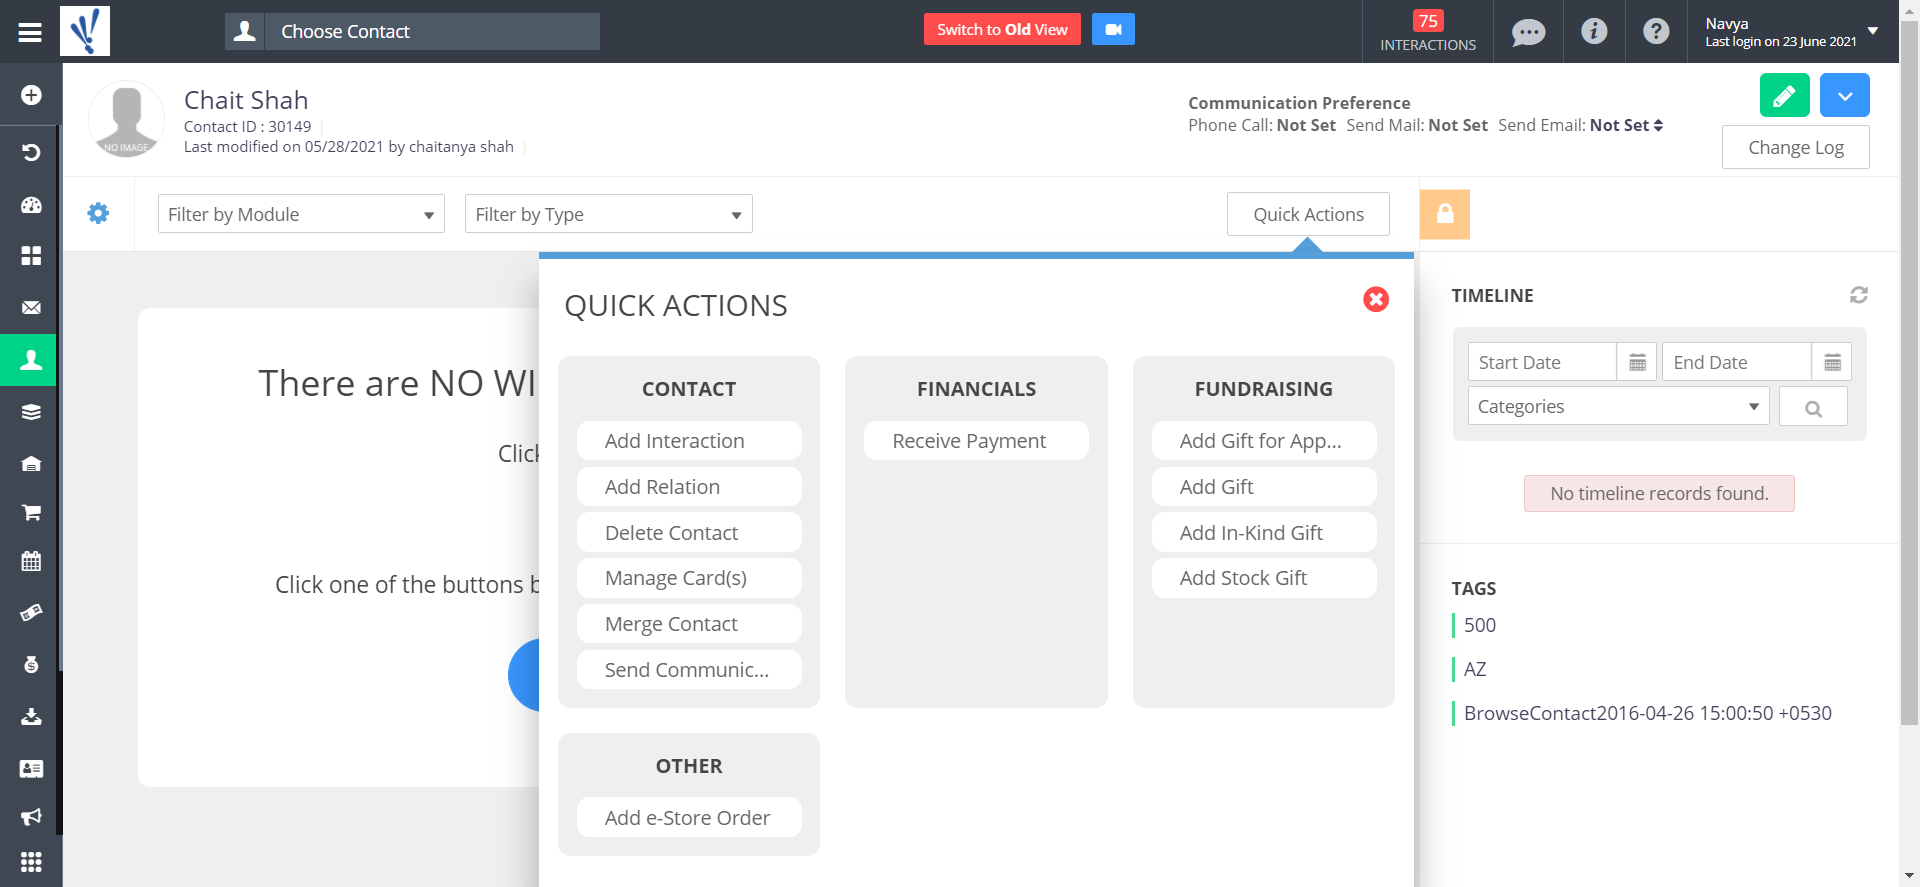 Choose Contact
Switch to Old View
75
INTERACTIONS
Navya
Last login on 23 June 2021
Chait Shah
Contact ID : 30149
Last modified on 05/28/2021 by chaitanya shah
NO IMAGE
Communication Preference
Phone Call: Not Set Send Mail: Not Set Send Email: Not Set
Change Log
Filter by Module
Filter by Type
Quick Actions
There are NO WI
Click
Click one of the buttons b
QUICK ACTIONS
CONTACT
Add Interaction
Add Relation
Delete Contact
Manage Card(s)
Merge Contact
Send Communic...
FINANCIALS
Receive Payment
FUNDRAISING
Add Gift for App...
Add Gift
Add In-Kind Gift
Add Stock Gift
OTHER
Add e-Store Order
TIMELINE
Start Date
End Date
Categories
No timeline records found.
TAGS
500
AZ
BrowseContact2016-04-26 15:00:50 +0530